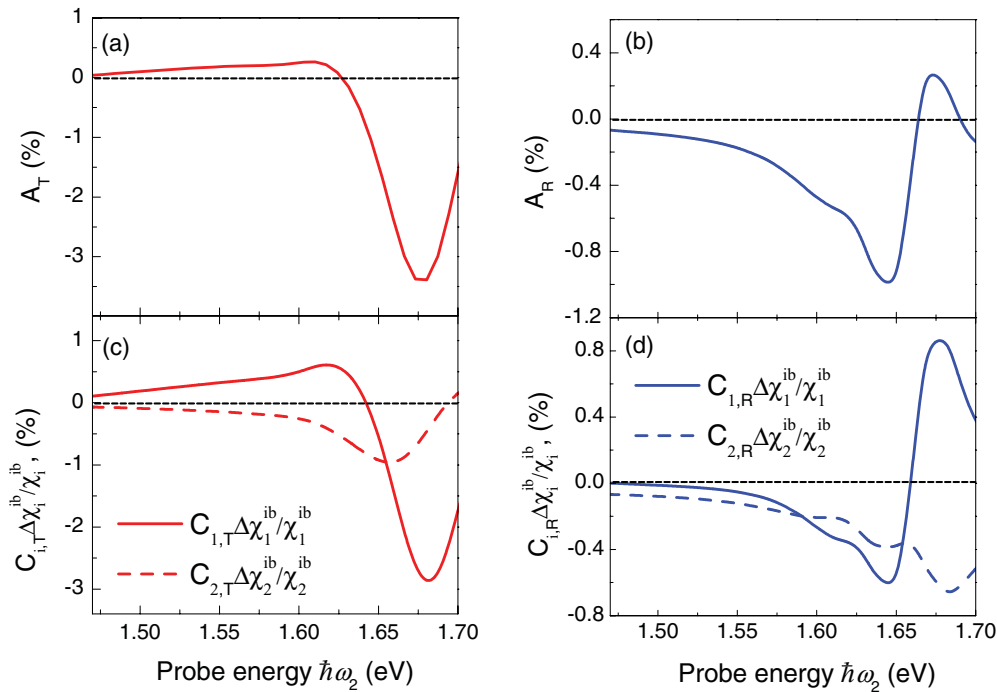 (a)
A_T (%)
1
0
-1
-2
-3
(b)
A_R (%)
0.4
0.0
-0.4
-0.8
-1.2
(c)
C_{i,T}Δχ_i^{ib}/χ_i^{ib}, (%)
1
0
-1
-2
-3
C_{1,T}Δχ_1^{ib}/χ_1^{ib}
C_{2,T}Δχ_2^{ib}/χ_2^{ib}
1.50 1.55 1.60 1.65 1.70
Probe energy ħω_2 (eV)
(d)
C_{i,R}Δχ_i^{ib}/χ_i^{ib}, (%)
0.8
0.4
0.0
-0.4
-0.8
C_{1,R}Δχ_1^{ib}/χ_1^{ib}
C_{2,R}Δχ_2^{ib}/χ_2^{ib}
1.50 1.55 1.60 1.65 1.70
Probe energy ħω_2 (eV)